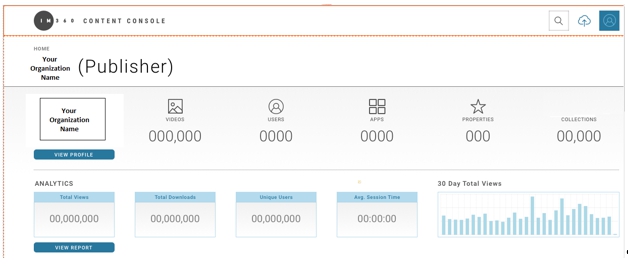 IM 360 CONTENT CONSOLE
HOME
Your
Organization
Name
(Publisher)
Your
Organization
Name
VIEW PROFILE
VIDEOS
000,000
USERS
0000
APPS
0000
PROPERTIES
000
COLLECTIONS
00,000
ANALYTICS
Total Views
00,000,000
Total Downloads
00,000,000
Unique Users
00,000,000
Avg. Session Time
00:00:00
30 Day Total Views
VIEW REPORT